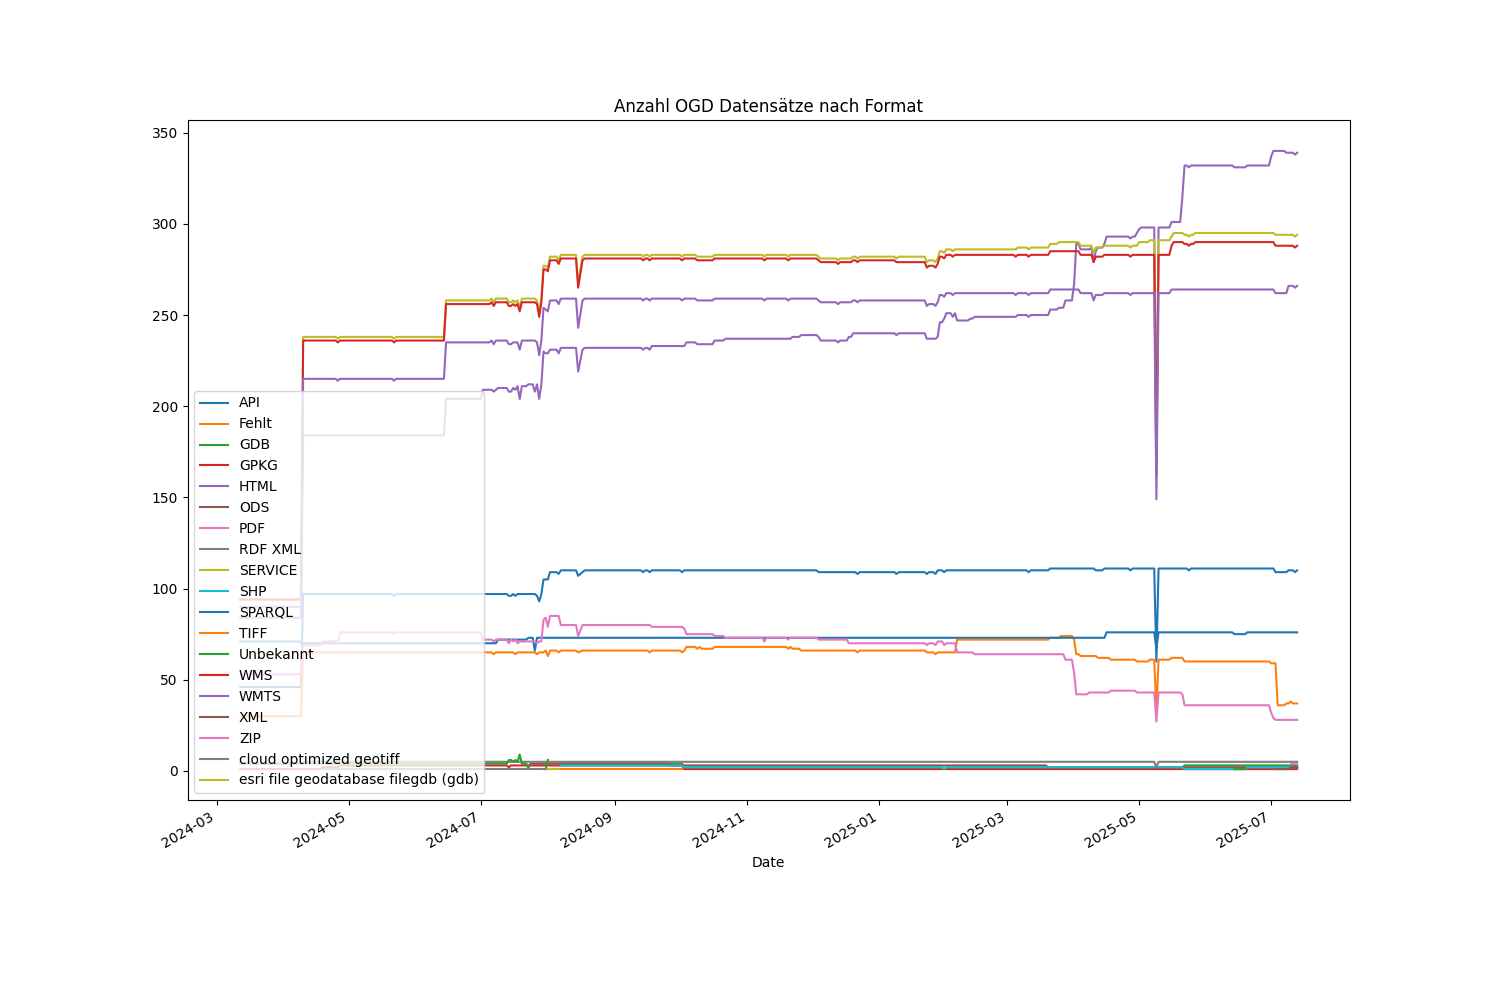 Anzahl OGD Datensätze nach Format
350
300
250
200
150
100
50
0
API
Fehlt
GDB
GPKG
HTML
ODS
PDF
RDF XML
SERVICE
SHP
SPARQL
TIFF
Unbekannt
WMS
WMTS
XML
ZIP
cloud optimized geotiff
esri file geodatabase filegdb (gdb)
2024-03
2024-05
2024-07
2024-09
2024-11
2025-01
2025-03
2025-05
2025-07
Date